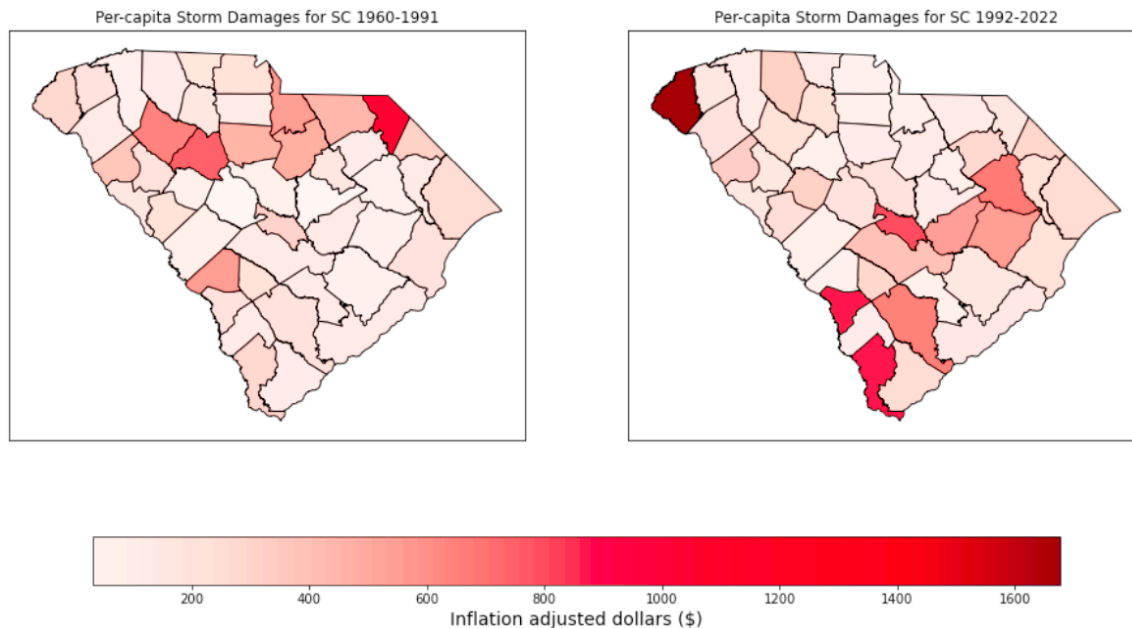 Per-capita Storm Damages for SC 1960-1991
Per-capita Storm Damages for SC 1992-2022
200 400 600 800 1000 1200 1400 1600
Inflation adjusted dollars ($)